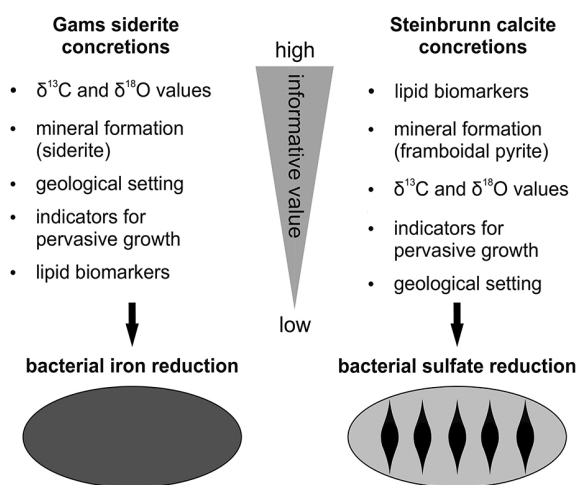 Gams siderite
concretions
• δ¹³C and δ¹⁸O values
• mineral formation
(siderite)
• geological setting
• indicators for
pervasive growth
• lipid biomarkers
bacterial iron reduction
high
informative value
low
Steinbrunn calcite
concretions
• lipid biomarkers
• mineral formation
(framboidal pyrite)
• δ¹³C and δ¹⁸O values
• indicators for
pervasive growth
• geological setting
bacterial sulfate reduction